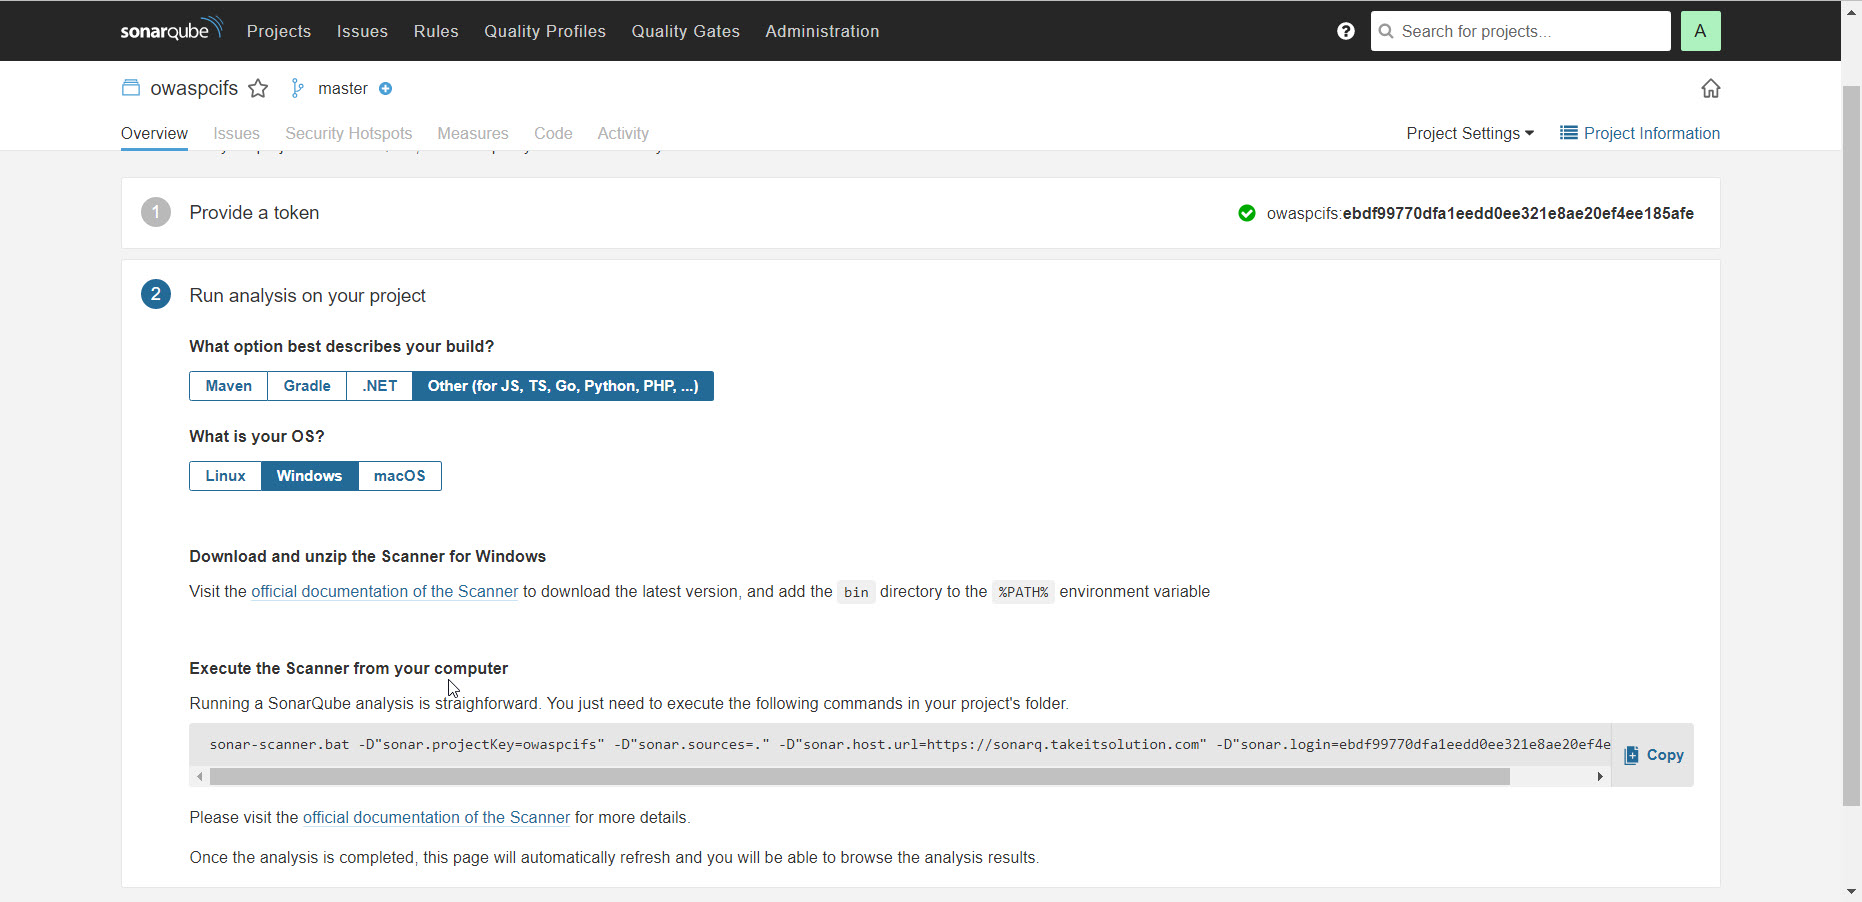 sonarqube Projects Issues Rules Quality Profiles Quality Gates Administration Search for projects... A
owaspcifs master
Overview Issues Security Hotspots Measures Code Activity Project Settings Project Information
1 Provide a token owaspcifs:ebdf99770dfa1eedd0ee321e8ae20ef4ee185afe
2 Run analysis on your project
What option best describes your build?
Maven Gradle .NET Other (for JS, TS, Go, Python, PHP, ...)
What is your OS?
Linux Windows macOS
Download and unzip the Scanner for Windows
Visit the official documentation of the Scanner to download the latest version, and add the bin directory to the %PATH% environment variable
Execute the Scanner from your computer
Running a SonarQube analysis is straighforward. You just need to execute the following commands in your project's folder.
sonar-scanner.bat -D"sonar.projectKey=owaspcifs" -D"sonar.sources=." -D"sonar.host.url=https://sonarq.takeitsolution.com" -D"sonar.login=ebdf99770dfa1eedd0ee321e8ae20ef4e
Copy
Please visit the official documentation of the Scanner for more details.
Once the analysis is completed, this page will automatically refresh and you will be able to browse the analysis results.